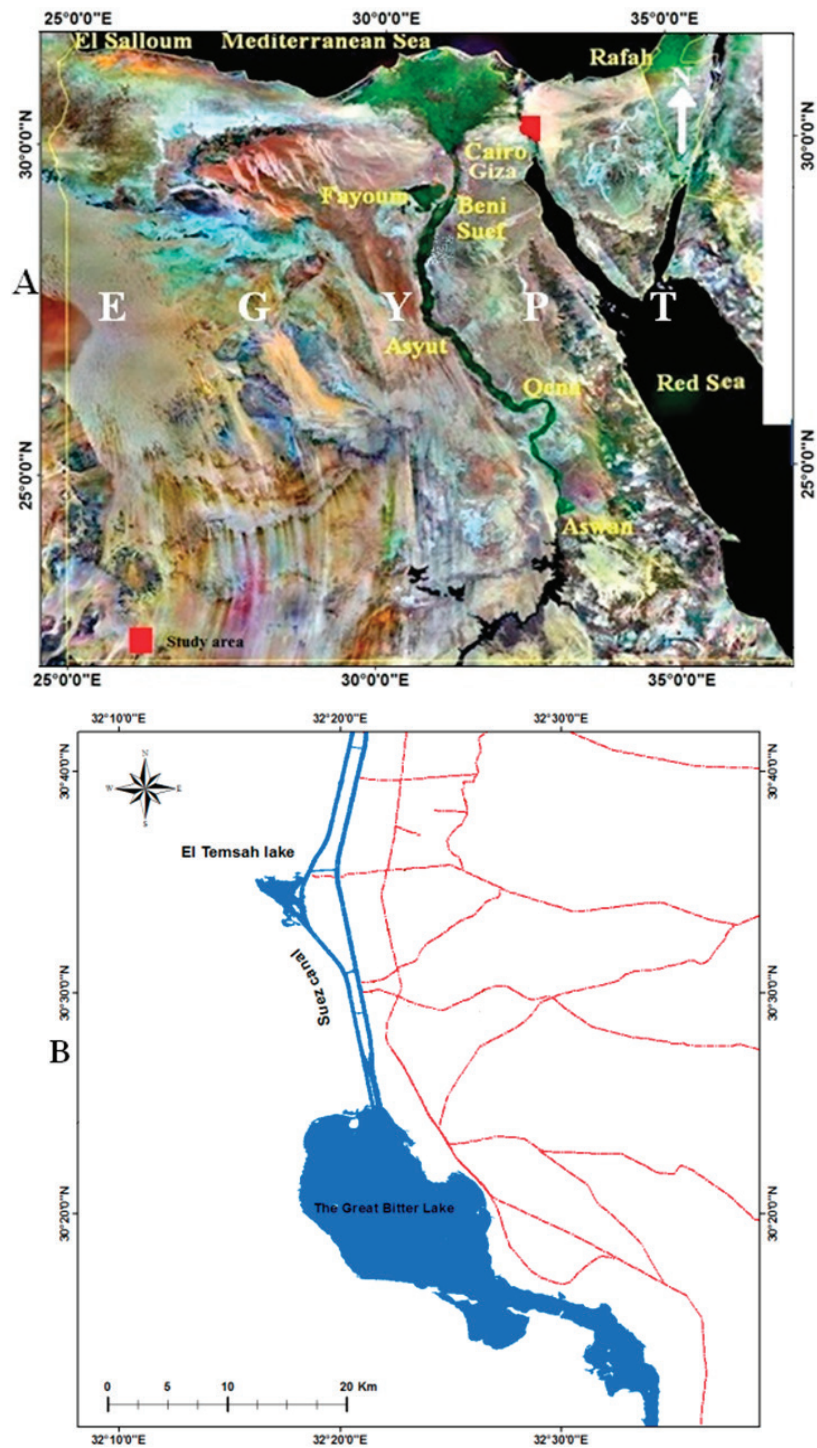 25°0'0"E 30°0'0"E 35°0'0"E
El Salloum Mediterranean Sea
Rafah
N
30°0'0"N 30°0'0"N
Cairo
Giza
Fayoum
Beni
Suef
A
E G Y P T
Asyut
Qena
Red Sea
25°0'0"N 25°0'0"N
Aswan
Study area
25°0'0"E 30°0'0"E 35°0'0"E
32°10'0"E 32°20'0"E 32°30'0"E
N
W E
S
30°40'0"N 30°40'0"N
El Temsah lake
Suez canal
30°30'0"N 30°30'0"N
B
The Great Bitter Lake
30°20'0"N 30°20'0"N
0 5 10 20 Km
32°10'0"E 32°20'0"E 32°30'0"E